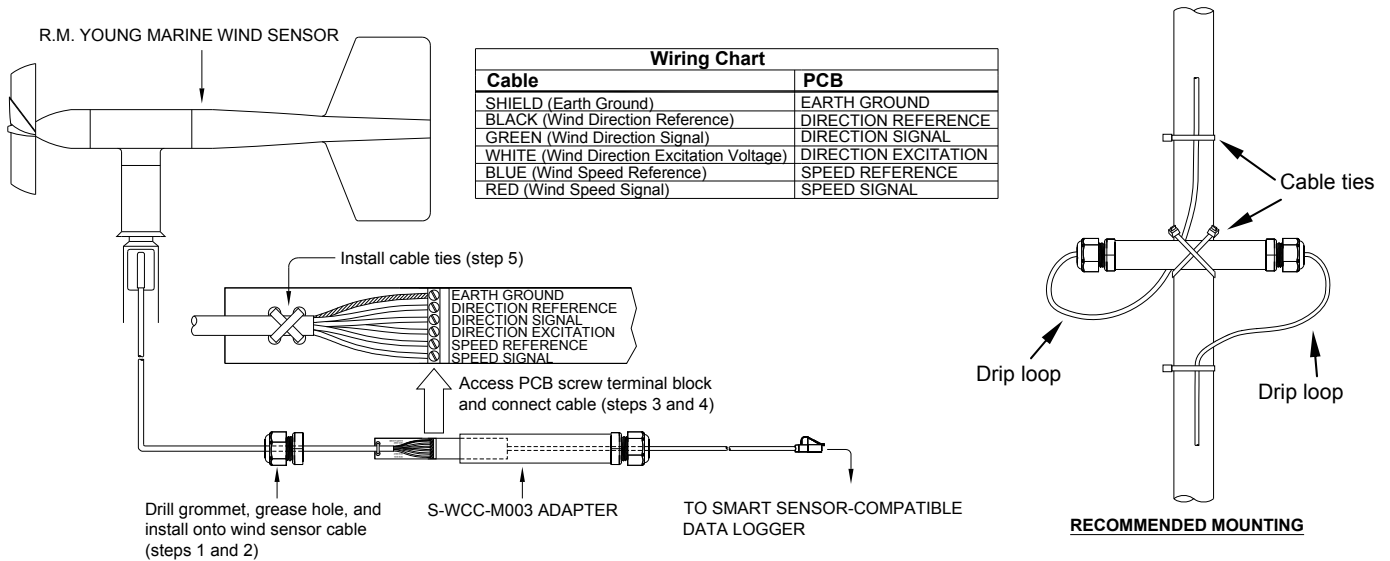 R.M. YOUNG MARINE WIND SENSOR
Wiring Chart
Cable PCB
SHIELD (Earth Ground) EARTH GROUND
BLACK (Wind Direction Reference) DIRECTION REFERENCE
GREEN (Wind Direction Signal) DIRECTION SIGNAL
WHITE (Wind Direction Excitation Voltage) DIRECTION EXCITATION
BLUE (Wind Speed Reference) SPEED REFERENCE
RED (Wind Speed Signal) SPEED SIGNAL
Install cable ties (step 5)
EARTH GROUND
DIRECTION REFERENCE
DIRECTION SIGNAL
DIRECTION EXCITATION
SPEED REFERENCE
SPEED SIGNAL
Access PCB screw terminal block
and connect cable (steps 3 and 4)
Drill grommet, grease hole, and
install onto wind sensor cable
(steps 1 and 2)
S-WCC-M003 ADAPTER
TO SMART SENSOR-COMPATIBLE
DATA LOGGER
Cable ties
Drip loop
Drip loop
RECOMMENDED MOUNTING